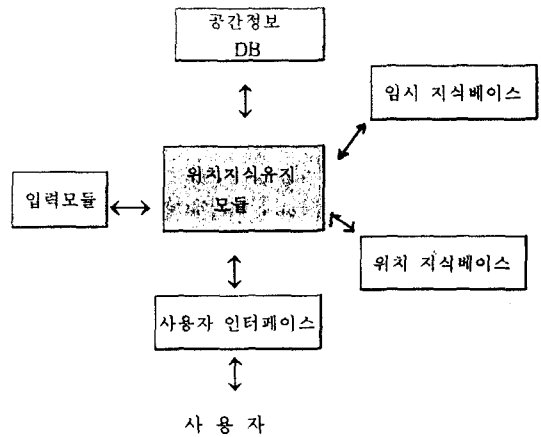 공간정보
DB
임시 지식베이스
위치지식유지
모듈
입력모듈
위치 지식베이스
사용자 인터페이스
사 용 자